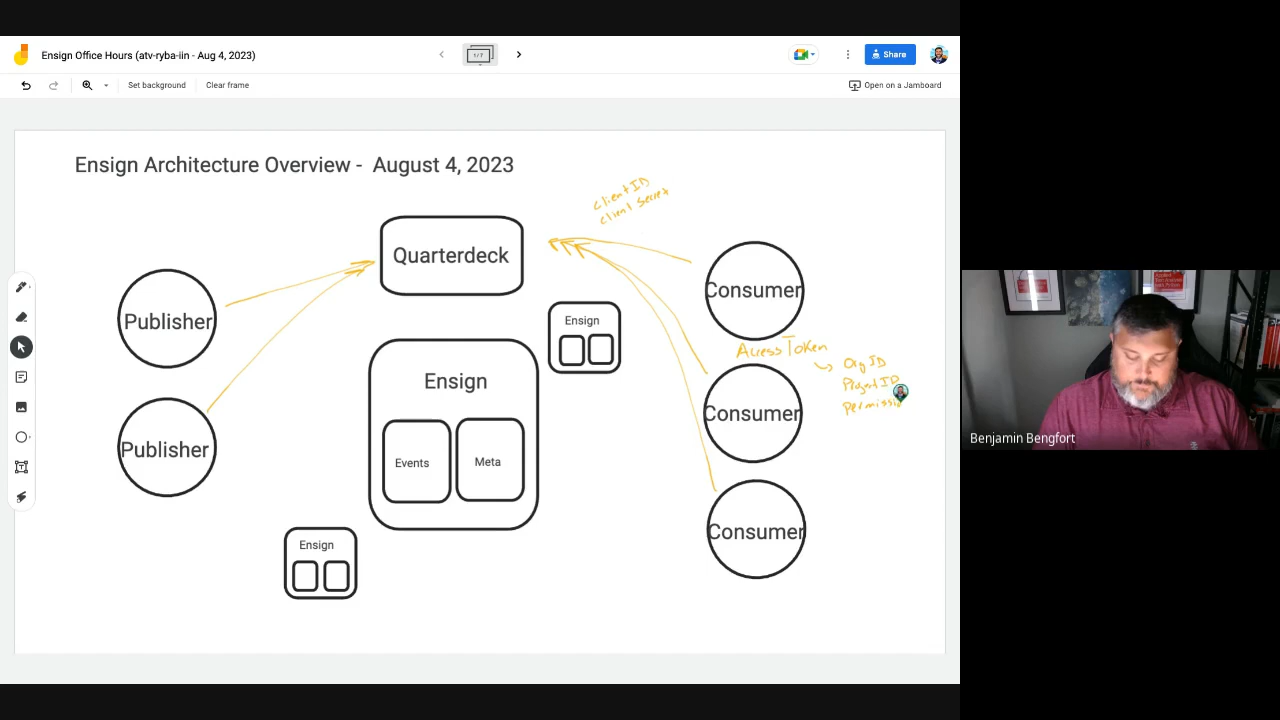 Ensign Office Hours (atv-ryba-iin - Aug 4, 2023)
1/7
Share
Set background
Clear frame
Open on a Jamboard
Ensign Architecture Overview - August 4, 2023
Client ID
Client Secret
Quarterdeck
Publisher
Publisher
Ensign
Events
Meta
Ensign
Ensign
Consumer
Access Token
Org ID
Project ID
Consumer
Consumer
Benjamin Bengfort